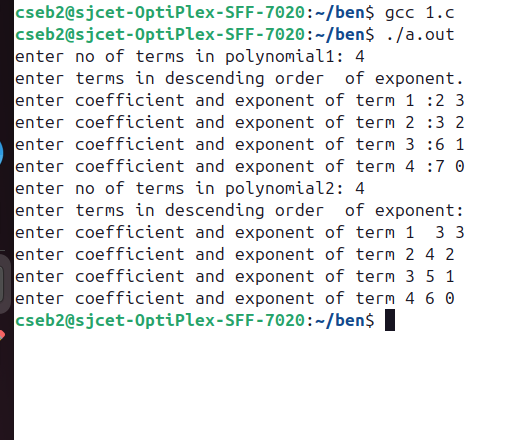 cseb2@sjcet-OptiPlex-SFF-7020:~/ben$ gcc 1.c
cseb2@sjcet-OptiPlex-SFF-7020:~/ben$ ./a.out
enter no of terms in polynomial1: 4
enter terms in descending order  of exponent.
enter coefficient and exponent of term 1 :2 3
enter coefficient and exponent of term 2 :3 2
enter coefficient and exponent of term 3 :6 1
enter coefficient and exponent of term 4 :7 0
enter no of terms in polynomial2: 4
enter terms in descending order  of exponent:
enter coefficient and exponent of term 1  3 3
enter coefficient and exponent of term 2 4 2
enter coefficient and exponent of term 3 5 1
enter coefficient and exponent of term 4 6 0
cseb2@sjcet-OptiPlex-SFF-7020:~/ben$